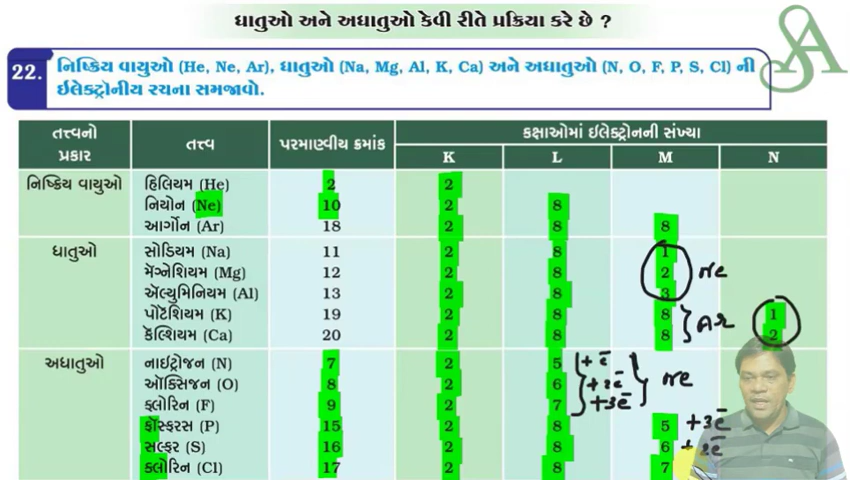 ધાતુઓ અને અધાતુઓ કેવી રીતે પ્રક્રિયા કરે છે ?
22. નિષ્ક્રિય વાયુઓ (He, Ne, Ar), ધાતુઓ (Na, Mg, Al, K, Ca) અને અધાતુઓ (N, O, F, P, S, Cl) ની
ઇલેક્ટ્રોનીય રચના સમજાવો.
તત્ત્વનો પ્રકાર તત્ત્વ પરમાણ્વીય ક્રમાંક કક્ષાઓમાં ઇલેક્ટ્રોનની સંખ્યા
K L M N
નિષ્ક્રિય વાયુઓ હિલિયમ (He) 2 2
નિયોન (Ne) 10 2 8
આર્ગોન (Ar) 18 2 8 8
ધાતુઓ સોડિયમ (Na) 11 2 8 1
મૅગ્નેશિયમ (Mg) 12 2 8 2 Ne
ઍલ્યુમિનિયમ (Al) 13 2 8 3
પોટૅશિયમ (K) 19 2 8 8 1 Ar
કૅલ્શિયમ (Ca) 20 2 8 8 2
અધાતુઓ નાઇટ્રોજન (N) 7 2 5 +e̅
ઑક્સિજન (O) 8 2 6 +2e̅ Ne
ફ્લોરિન (F) 9 2 7 +3e̅
ફૉસ્ફરસ (P) 15 2 8 5 +3e̅
સલ્ફર (S) 16 2 8 6 +2e̅
ક્લોરિન (Cl) 17 2 8 7